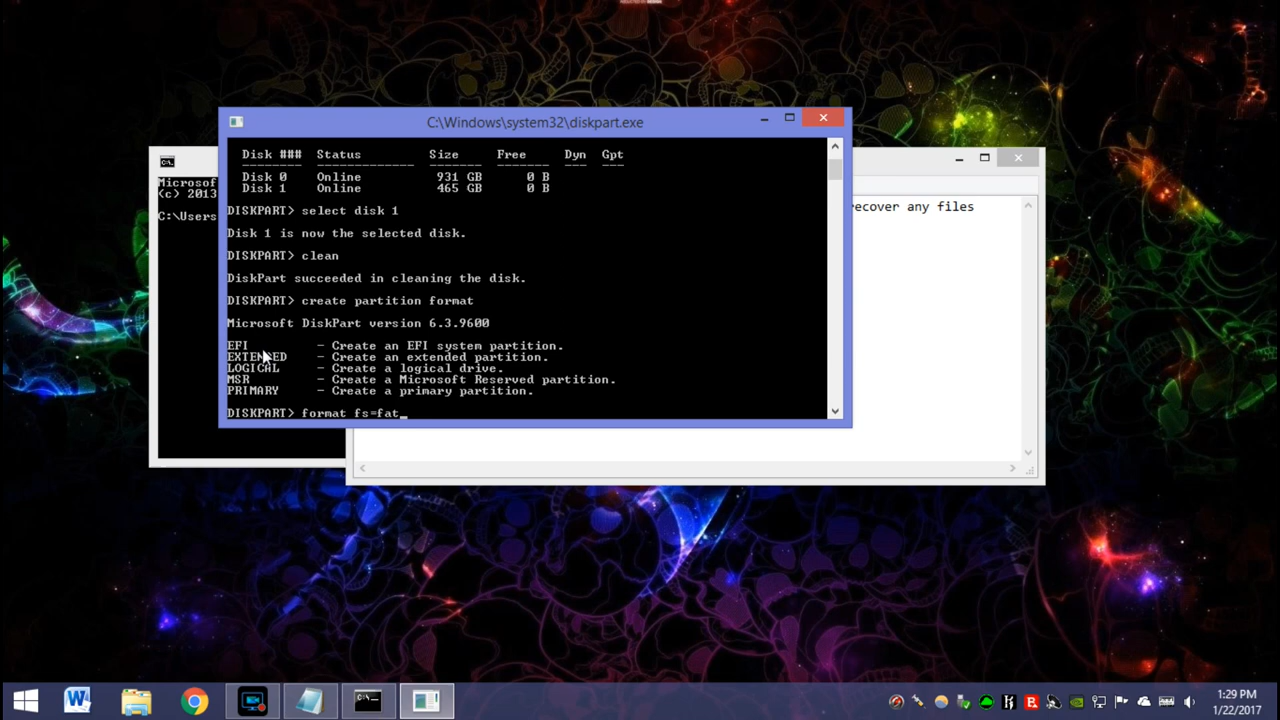 C:\Windows\system32\diskpart.exe
Disk ### Status Size Free Dyn Gpt
Disk 0 Online 931 GB 0 B
Disk 1 Online 465 GB 0 B
DISKPART> select disk 1
Disk 1 is now the selected disk.
DISKPART> clean
DiskPart succeeded in cleaning the disk.
DISKPART> create partition format
Microsoft DiskPart version 6.3.9600
EFI - Create an EFI system partition.
EXTENDED - Create an extended partition.
LOGICAL - Create a logical drive.
MSR - Create a Microsoft Reserved partition.
PRIMARY - Create a primary partition.
DISKPART> format fs=fat_
Microsof
(c) 2013
C:\Users
ecover any files
1:29 PM
1/22/2017